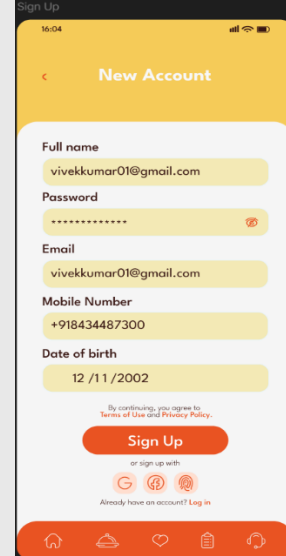 Sign Up
16:04
New Account
Full name
vivekkumar01@gmail.com
Password
*************
Email
vivekkumar01@gmail.com
Mobile Number
+918434487300
Date of birth
12 /11 /2002
By continuing, you agree to
Terms of Use and Privacy Policy.
Sign Up
or sign up with
Already have an account? Log in